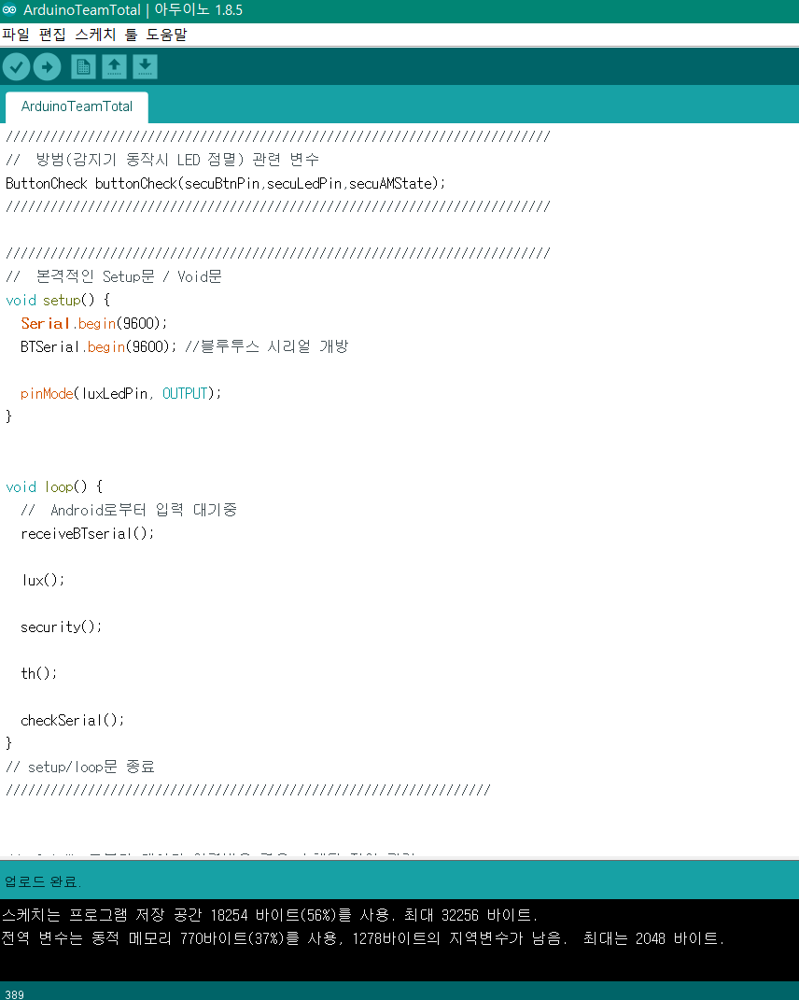 ArduinoTeamTotal | 아두이노 1.8.5
파일 편집 스케치 툴 도움말
ArduinoTeamTotal
/////////////////////////////////////////////////////////////////////////
//  방범(감지기 동작시 LED 점멸) 관련 변수
ButtonCheck buttonCheck(secuBtnPin,secuLedPin,secuAMState);
/////////////////////////////////////////////////////////////////////////
/////////////////////////////////////////////////////////////////////////
//  본격적인 Setup문 / Void문
void setup() {
  Serial.begin(9600);
  BTSerial.begin(9600); //블루투스 시리얼 개방
  pinMode(luxLedPin, OUTPUT);
}
void loop() {
  //  Android로부터 입력 대기중
  receiveBTserial();
  lux();
  security();
  th();
  checkSerial();
}
// setup/loop문 종료
/////////////////////////////////////////////////////////////////
업로드 완료.
스케치는 프로그램 저장 공간 18254 바이트(56%)를 사용. 최대 32256 바이트.
전역 변수는 동적 메모리 770바이트(37%)를 사용, 1278바이트의 지역변수가 남음.  최대는 2048 바이트.
389